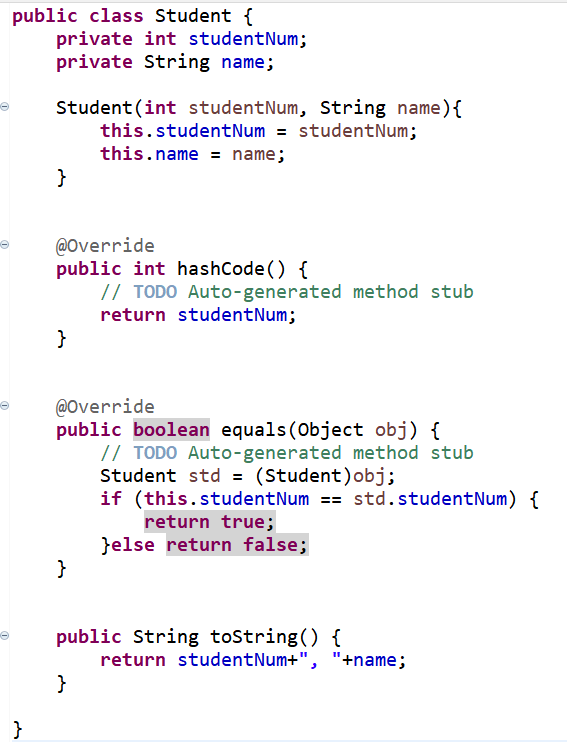 public class Student {
    private int studentNum;
    private String name;

    Student(int studentNum, String name){
        this.studentNum = studentNum;
        this.name = name;
    }


    @Override
    public int hashCode() {
        // TODO Auto-generated method stub
        return studentNum;
    }


    @Override
    public boolean equals(Object obj) {
        // TODO Auto-generated method stub
        Student std = (Student)obj;
        if (this.studentNum == std.studentNum) {
            return true;
        }else return false;
    }


    public String toString() {
        return studentNum+", "+name;
    }

}